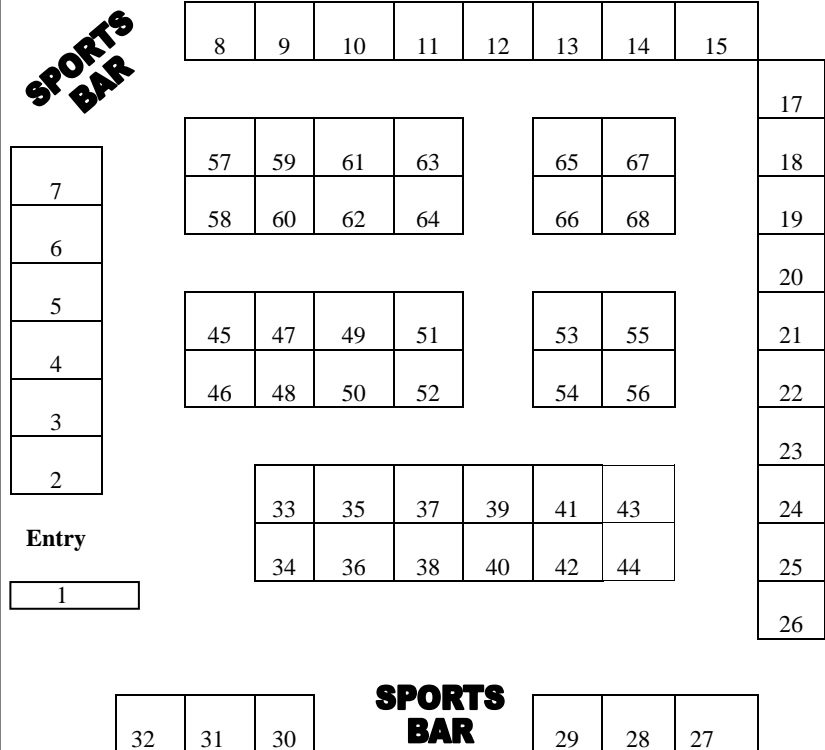 SPORTS
BAR
8 9 10 11 12 13 14 15
17
57 59 61 63 65 67 18
7
58 60 62 64 66 68 19
6
20
5
45 47 49 51 53 55 21
4
46 48 50 52 54 56 22
3
23
2
33 35 37 39 41 43 24
Entry
34 36 38 40 42 44 25
1
26
SPORTS
BAR
32 31 30 29 28 27